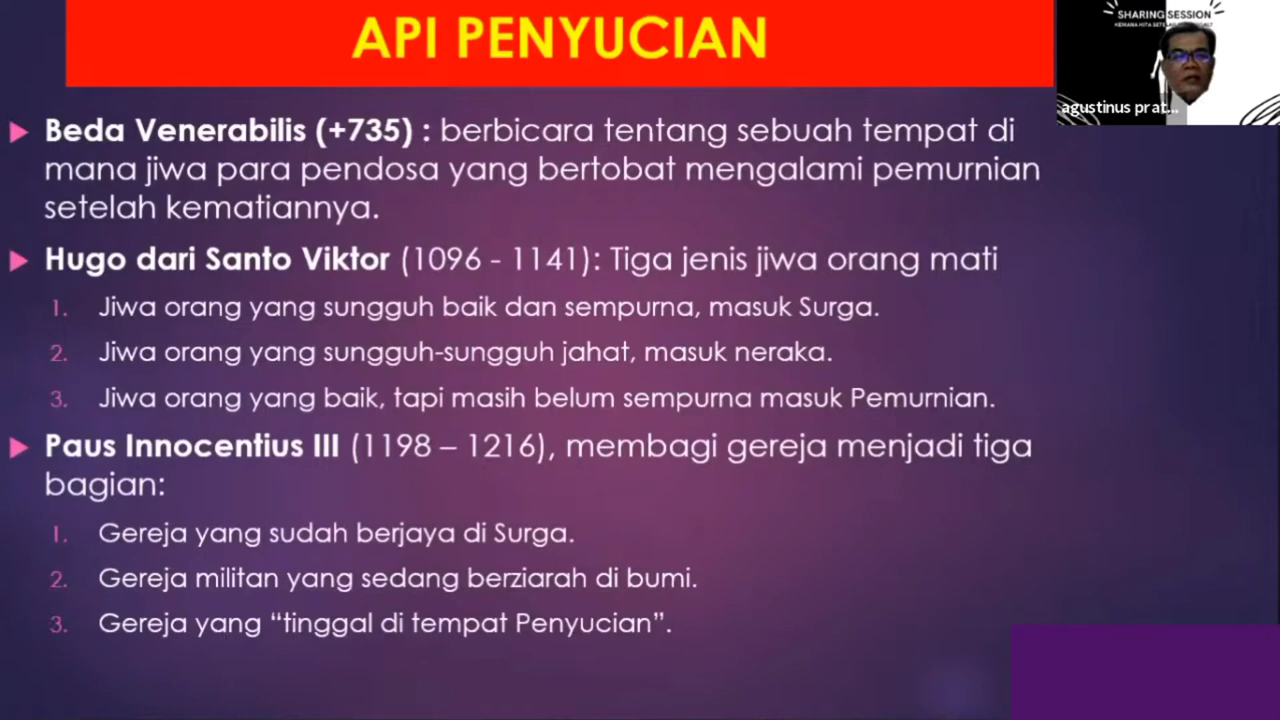 API PENYUCIAN
SHARING SESSION
agustinus prat...
Beda Venerabilis (+735) : berbicara tentang sebuah tempat di
mana jiwa para pendosa yang bertobat mengalami pemurnian
setelah kematiannya.
Hugo dari Santo Viktor (1096 - 1141): Tiga jenis jiwa orang mati
1. Jiwa orang yang sungguh baik dan sempurna, masuk Surga.
2. Jiwa orang yang sungguh-sungguh jahat, masuk neraka.
3. Jiwa orang yang baik, tapi masih belum sempurna masuk Pemurnian.
Paus Innocentius III (1198 – 1216), membagi gereja menjadi tiga
bagian:
1. Gereja yang sudah berjaya di Surga.
2. Gereja militan yang sedang berziarah di bumi.
3. Gereja yang “tinggal di tempat Penyucian”.